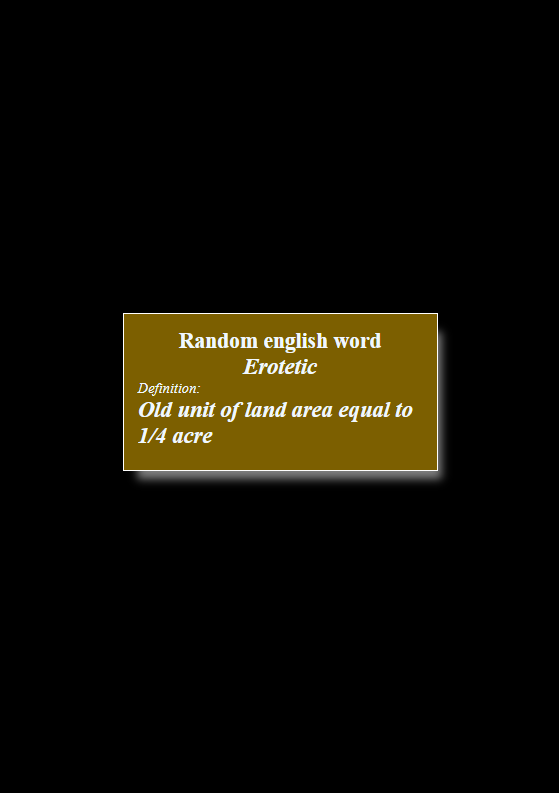 Random english word
Erotetic
Definition:
Old unit of land area equal to
1/4 acre